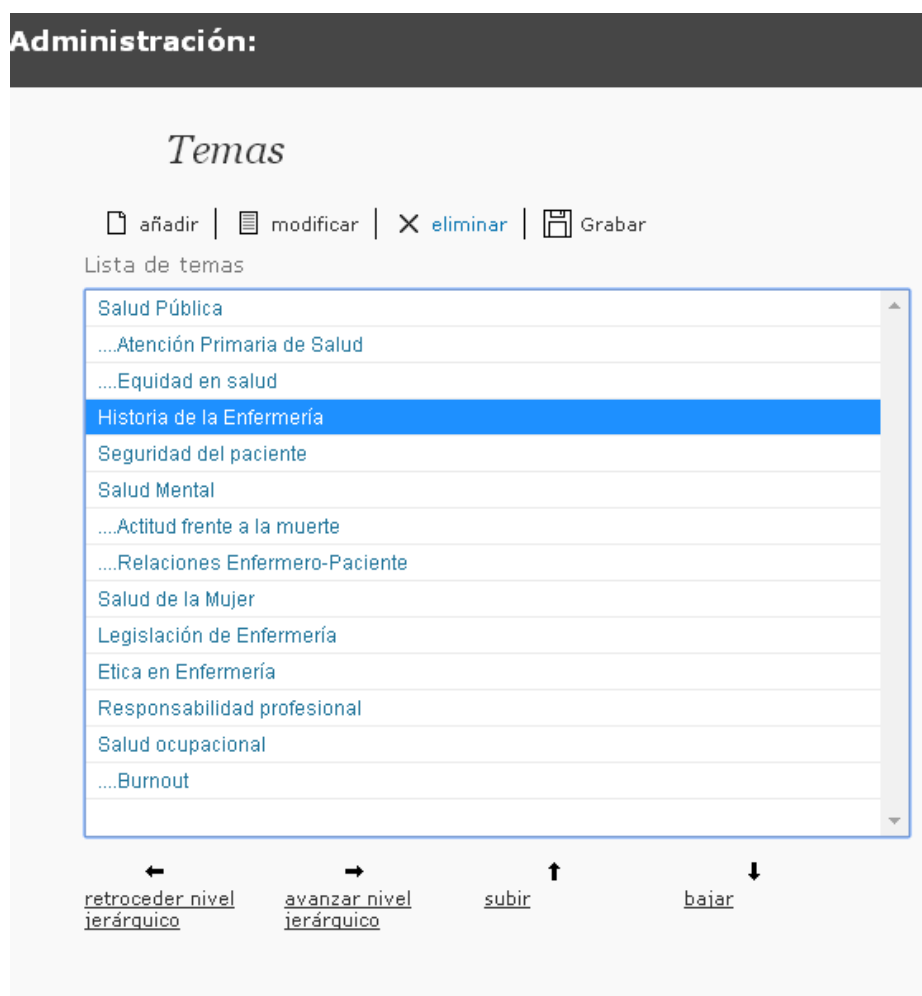 Administración:
Temas
añadir | modificar | eliminar | Grabar
Lista de temas
Salud Pública
....Atención Primaria de Salud
....Equidad en salud
Historia de la Enfermería
Seguridad del paciente
Salud Mental
....Actitud frente a la muerte
....Relaciones Enfermero-Paciente
Salud de la Mujer
Legislación de Enfermería
Etica en Enfermería
Responsabilidad profesional
Salud ocupacional
....Burnout
retroceder nivel avanzar nivel subir bajar
jerárquico jerárquico